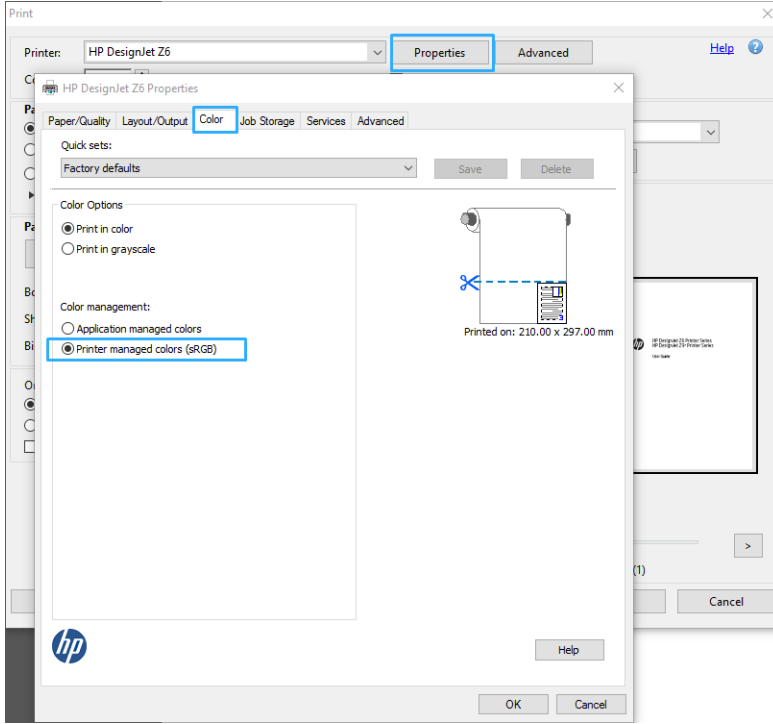 Print
Printer: HP DesignJet Z6 Properties Advanced Help ?
HP DesignJet Z6 Properties
Paper/Quality Layout/Output Color Job Storage Services Advanced
Quick sets:
Factory defaults Save Delete
Color Options
Print in color
Print in grayscale
Color management:
Application managed colors
Printer managed colors (sRGB)
Printed on: 210.00 x 297.00 mm
HP DesignJet Z6 Printer Series
HP DesignJet Z9+ Printer Series
User Guide
>
(1)
Cancel
hp
Help
OK Cancel